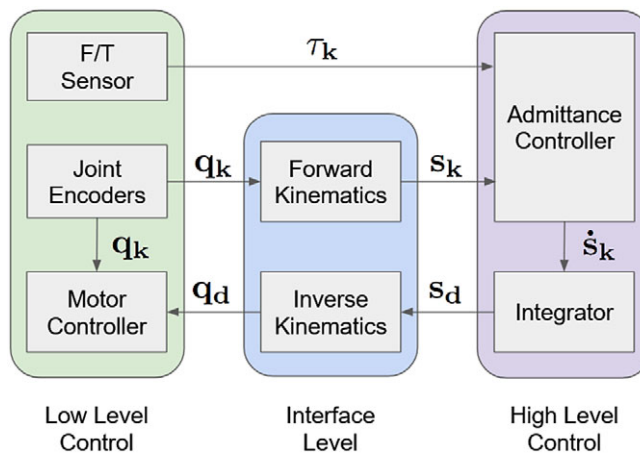 F/T
Sensor
τk
Admittance
Controller
Joint
Encoders
qk
Forward
Kinematics
sk
qk
ṡk
Motor
Controller
qd
Inverse
Kinematics
sd
Integrator
Low Level
Control
Interface
Level
High Level
Control